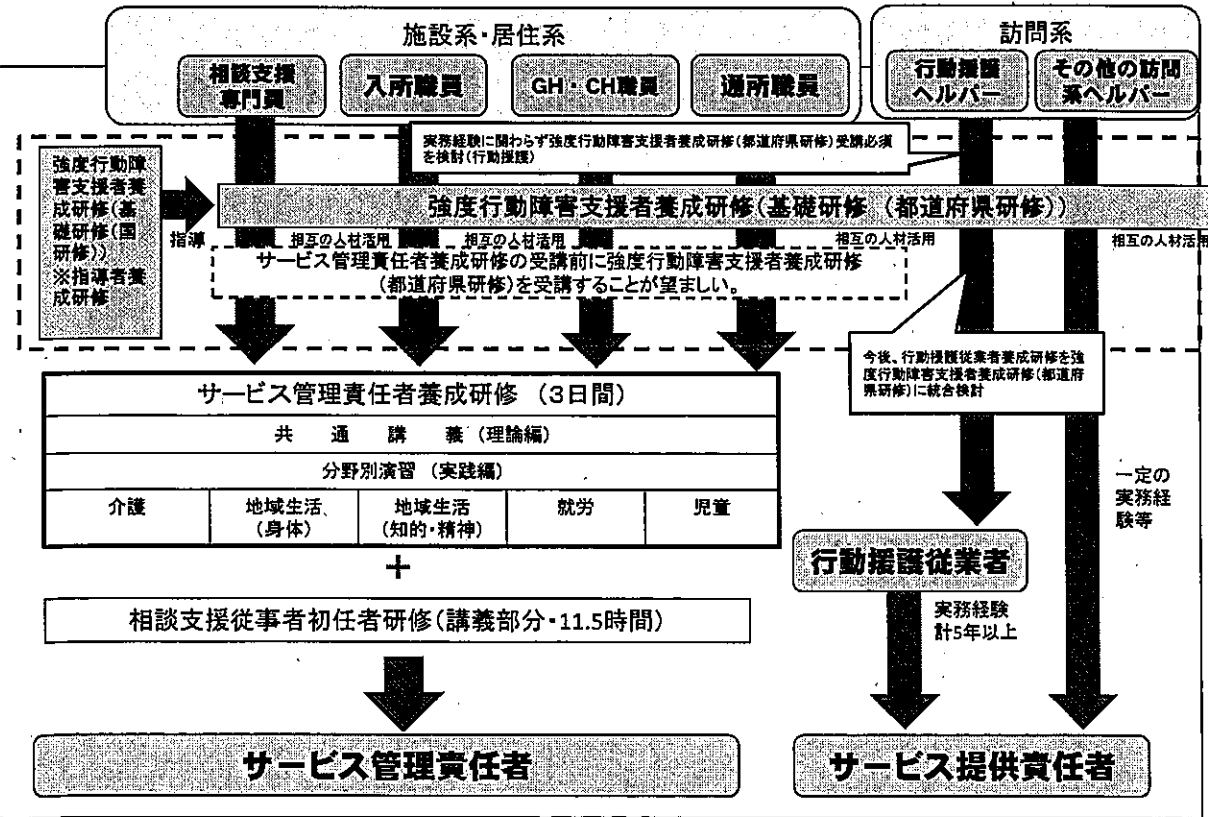 施設系・居住系
訪問系
相談支援
専門員
入所職員
GH・CH職員
通所職員
行動援護
ヘルパー
その他の訪問
系ヘルパー
実務経験に関わらず強度行動障害支援者養成研修(都道府県研修)受講必須
を検討(行動援護)
強度行動障
害支援者養
成研修(基
礎研修(国
研修))
※指導者養
成研修
指導
強度行動障害支援者養成研修(基礎研修 (都道府県研修))
相互の人材活用
相互の人材活用
相互の人材活用
相互の人材活用
サービス管理責任者養成研修の受講前に強度行動障害支援者養成研修
(都道府県研修)を受講することが望ましい。
今後、行動援護従業者養成研修を強
度行動障害支援者養成研修(都道府
県研修)に統合検討
サービス管理責任者養成研修 (3日間)
共 通 講 義 (理論編)
分野別演習 (実践編)
介護
地域生活
(身体)
地域生活
(知的・精神)
就労
児童
+
相談支援従事者初任者研修(講義部分・11.5時間)
一定の
実務経
験等
行動援護従業者
実務経験
計5年以上
サービス管理責任者
サービス提供責任者